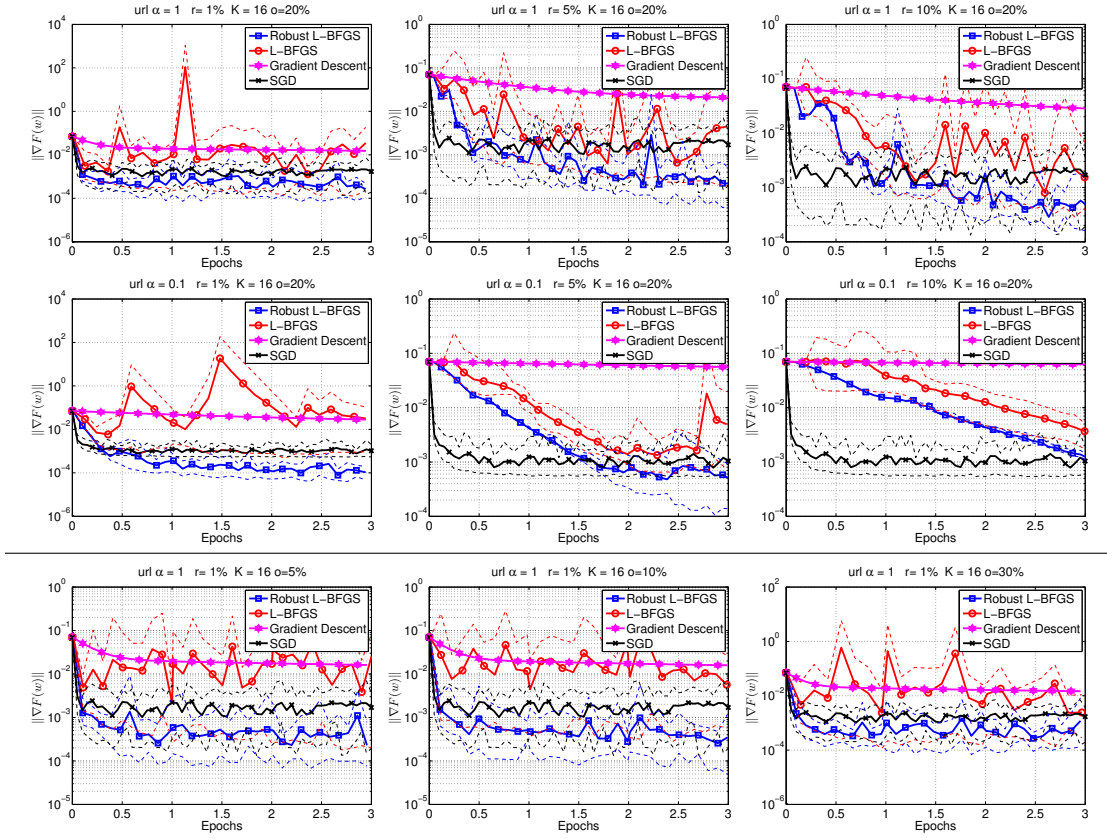 url α = 1 r= 1% K = 16 o=20%
10^4
10^2
10^0
10^−2
10^−3
10^−4
10^−6
||∇F(w)||
0 0.5 1 1.5 2 2.5 3
Epochs
Robust L−BFGS
L−BFGS
Gradient Descent
SGD
url α = 1 r= 5% K = 16 o=20%
10^0
10^−1
10^−2
10^−3
10^−4
10^−5
||∇F(w)||
0 0.5 1 1.5 2 2.5 3
Epochs
Robust L−BFGS
L−BFGS
Gradient Descent
SGD
url α = 1 r= 10% K = 16 o=20%
10^0
10^−1
10^−2
10^−3
10^−4
||∇F(w)||
0 0.5 1 1.5 2 2.5 3
Epochs
Robust L−BFGS
L−BFGS
Gradient Descent
SGD
url α = 0.1 r= 1% K = 16 o=20%
10^4
10^2
10^0
10^−2
10^−4
10^−6
||∇F(w)||
0 0.5 1 1.5 2 2.5 3
Epochs
Robust L−BFGS
L−BFGS
Gradient Descent
SGD
url α = 0.1 r= 5% K = 16 o=20%
10^0
10^−1
10^−2
10^−3
10^−4
||∇F(w)||
0 0.5 1 1.5 2 2.5 3
Epochs
Robust L−BFGS
L−BFGS
Gradient Descent
SGD
url α = 0.1 r= 10% K = 16 o=20%
10^0
10^−1
10^−2
10^−3
10^−4
||∇F(w)||
0 0.5 1 1.5 2 2.5 3
Epochs
Robust L−BFGS
L−BFGS
Gradient Descent
SGD
url α = 1 r= 1% K = 16 o=5%
10^0
10^−1
10^−2
10^−3
10^−4
10^−5
||∇F(w)||
0 0.5 1 1.5 2 2.5 3
Epochs
Robust L−BFGS
L−BFGS
Gradient Descent
SGD
url α = 1 r= 1% K = 16 o=10%
10^0
10^−1
10^−2
10^−3
10^−4
10^−5
||∇F(w)||
0 0.5 1 1.5 2 2.5 3
Epochs
Robust L−BFGS
L−BFGS
Gradient Descent
SGD
url α = 1 r= 1% K = 16 o=30%
10^2
10^0
10^−2
10^−4
10^−6
||∇F(w)||
0 0.5 1 1.5 2 2.5 3
Epochs
Robust L−BFGS
L−BFGS
Gradient Descent
SGD